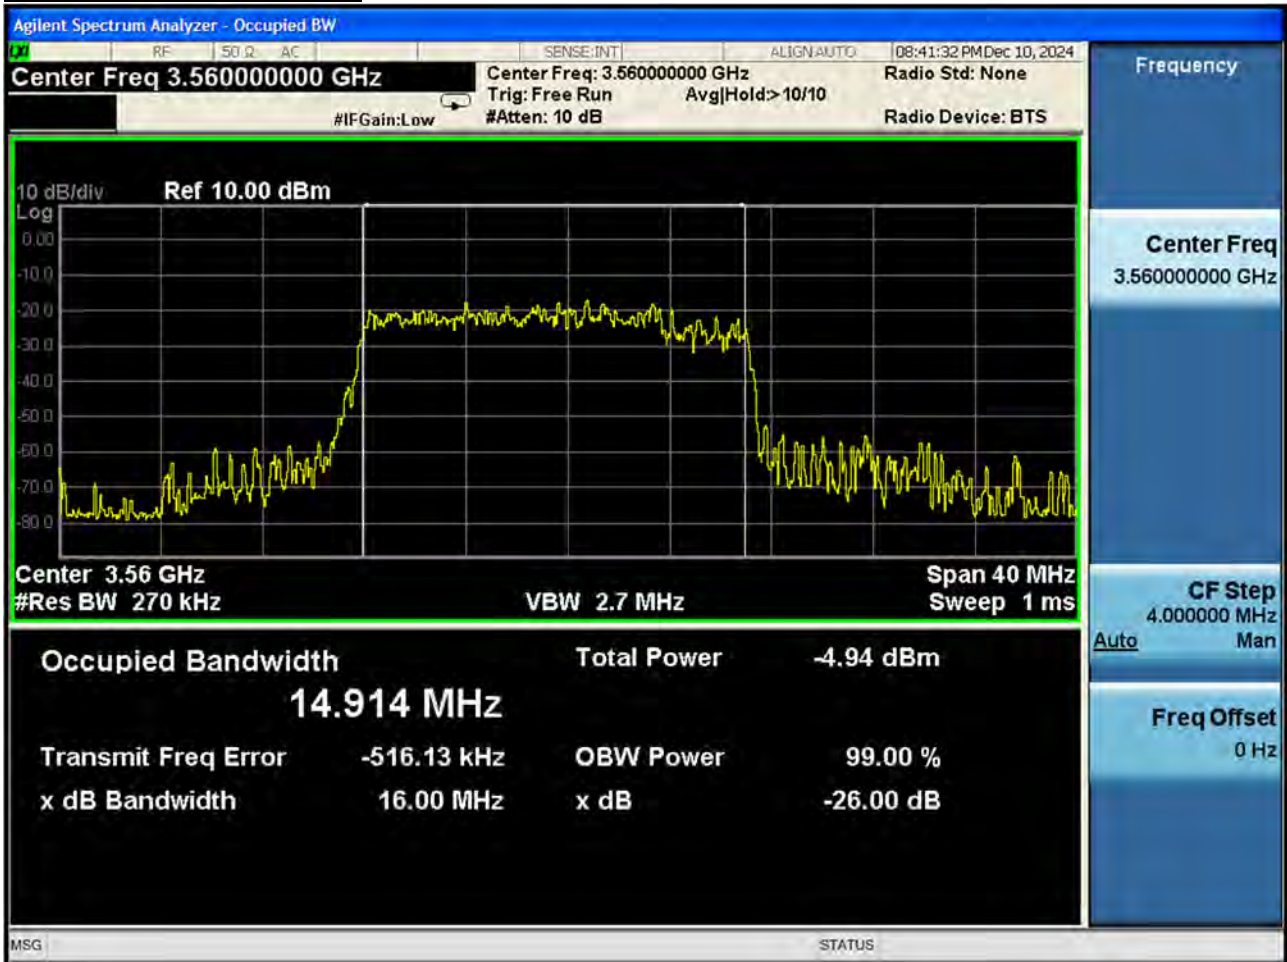 Agilent Spectrum Analyzer - Occupied BW
RF 50 Ω AC SENSE:INT ALIGN AUTO 08:41:32 PM Dec 10, 2024
Center Freq 3.560000000 GHz
Center Freq: 3.560000000 GHz
Radio Std: None
Trig: Free Run Avg|Hold:> 10/10
#IFGain:Low #Atten: 10 dB Radio Device: BTS
10 dB/div Ref 10.00 dBm
Log
0.00
-10.0
-20.0
-30.0
-40.0
-50.0
-60.0
-70.0
-80.0
Center 3.56 GHz Span 40 MHz
#Res BW 270 kHz VBW 2.7 MHz Sweep 1 ms
Occupied Bandwidth Total Power -4.94 dBm
14.914 MHz
Transmit Freq Error -516.13 kHz OBW Power 99.00 %
x dB Bandwidth 16.00 MHz x dB -26.00 dB
Frequency
Center Freq
3.560000000 GHz
CF Step
4.000000 MHz
Auto Man
Freq Offset
0 Hz
MSG STATUS